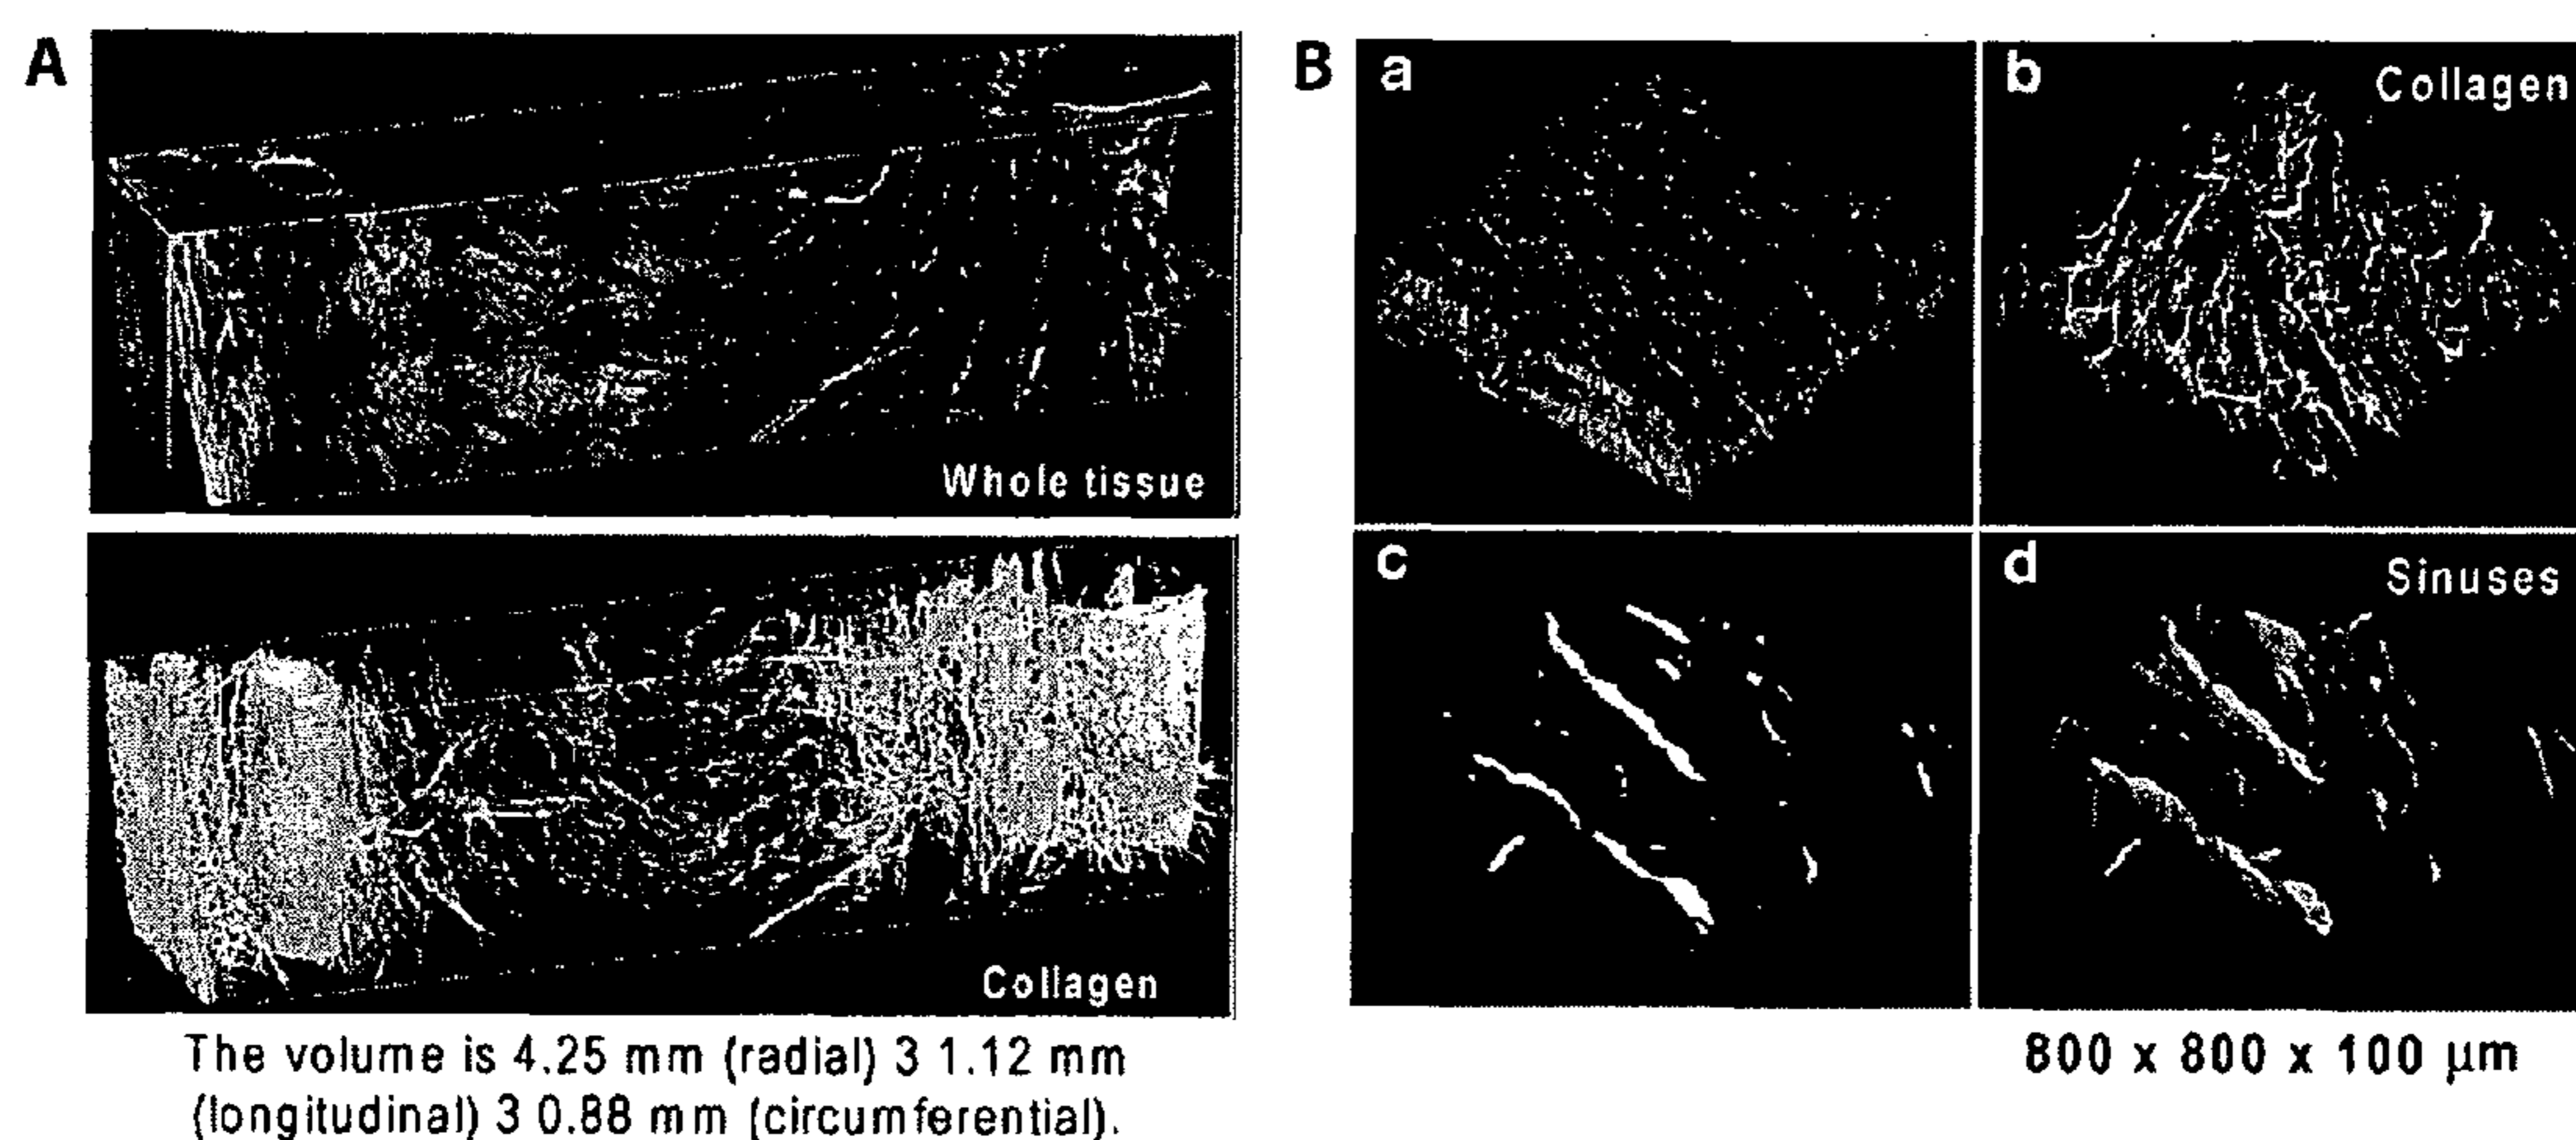 A
Whole tissue
Collagen
The volume is 4.25 mm (radial) 3 1.12 mm
(longitudinal) 3 0.88 mm (circumferential).
B
a
b
Collagen
c
d
Sinuses
800 x 800 x 100 μm